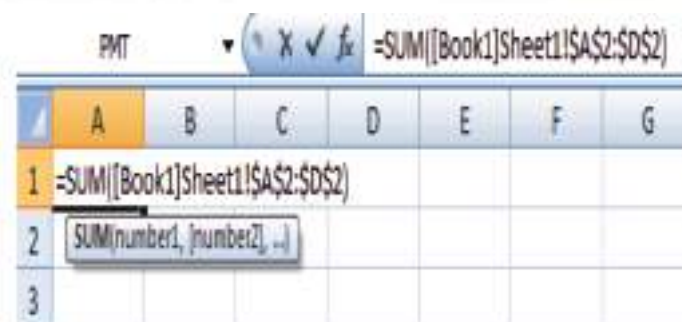 PMT =SUM([Book1]Sheet1!$A$2:$D$2)
A B C D E F G
1 =SUM([Book1]Sheet1!$A$2:$D$2)
2 SUM(number1, [number2], ...)
3